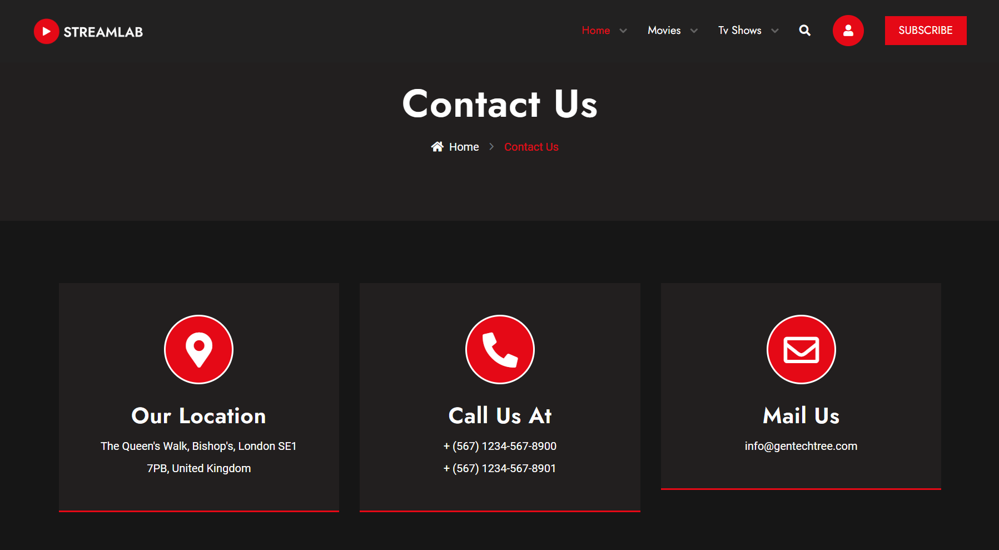 STREAMLAB
Home
Movies
Tv Shows
SUBSCRIBE
Contact Us
Home
Contact Us
Our Location
The Queen's Walk, Bishop's, London SE1
7PB, United Kingdom
Call Us At
+ (567) 1234-567-8900
+ (567) 1234-567-8901
Mail Us
info@gentechtree.com